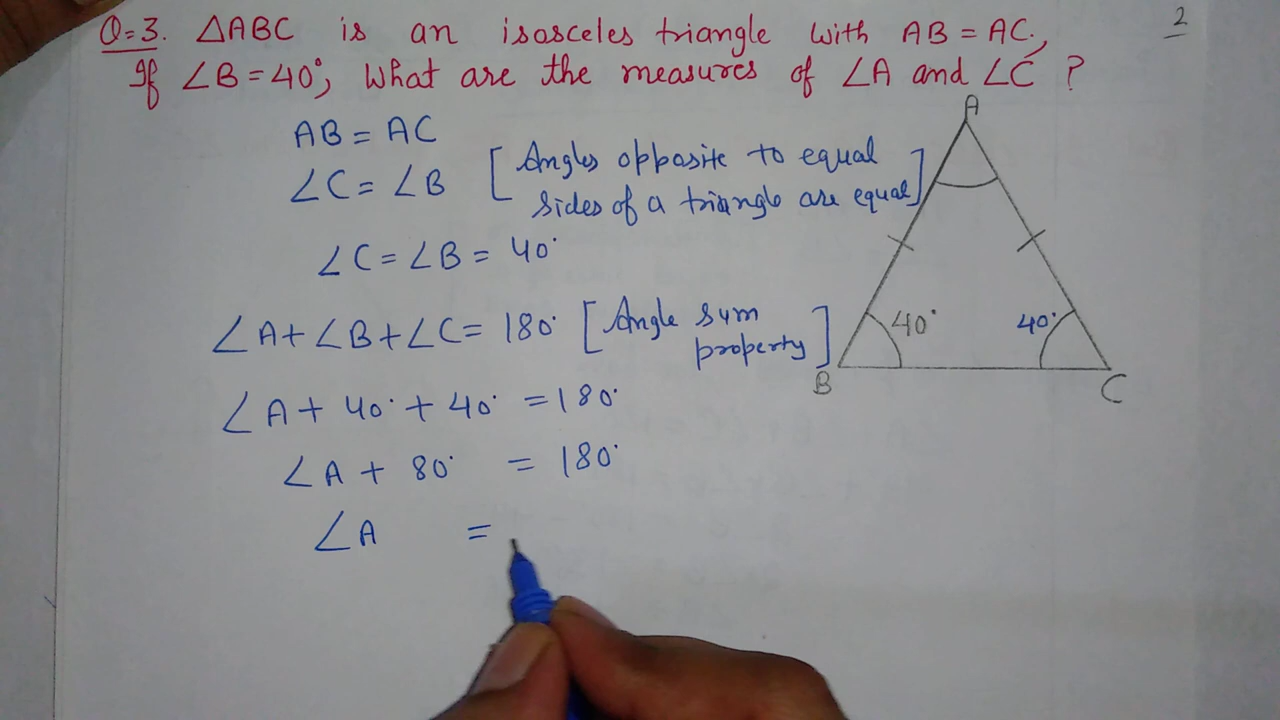 2
Q=3. △ABC is an isosceles triangle with AB = AC.,
If ∠B = 40°, What are the measures of ∠A and ∠C ?
AB = AC
∠C = ∠B [Angles opposite to equal
sides of a triangle are equal]
∠C = ∠B = 40°
∠A + ∠B + ∠C = 180° [Angle sum
property]
∠A + 40° + 40° = 180°
∠A + 80° = 180°
∠A =
A
40° 40°
B C